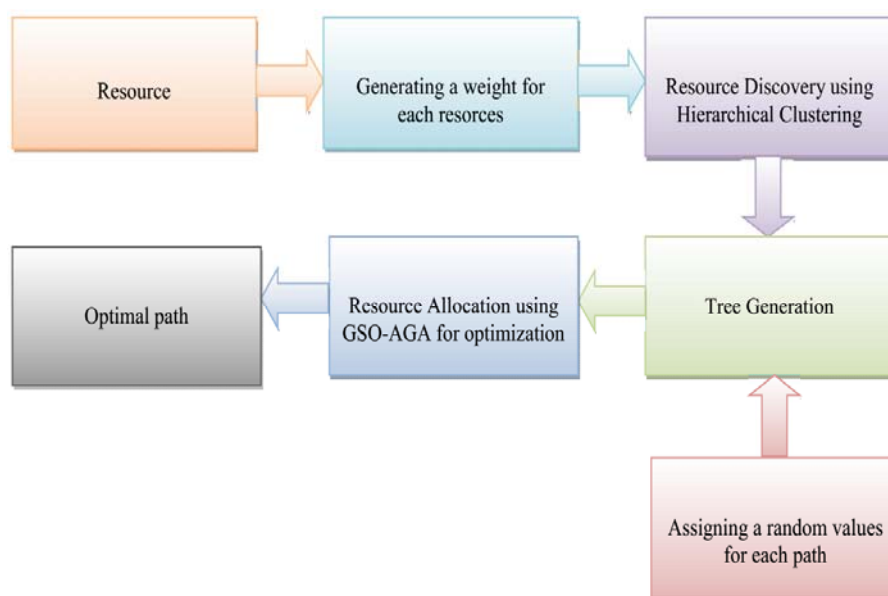 Resource
Generating a weight for
each resorces
Resource Discovery using
Hierarchical Clustering
Optimal path
Resource Allocation using
GSO-AGA for optimization
Tree Generation
Assigning a random values
for each path